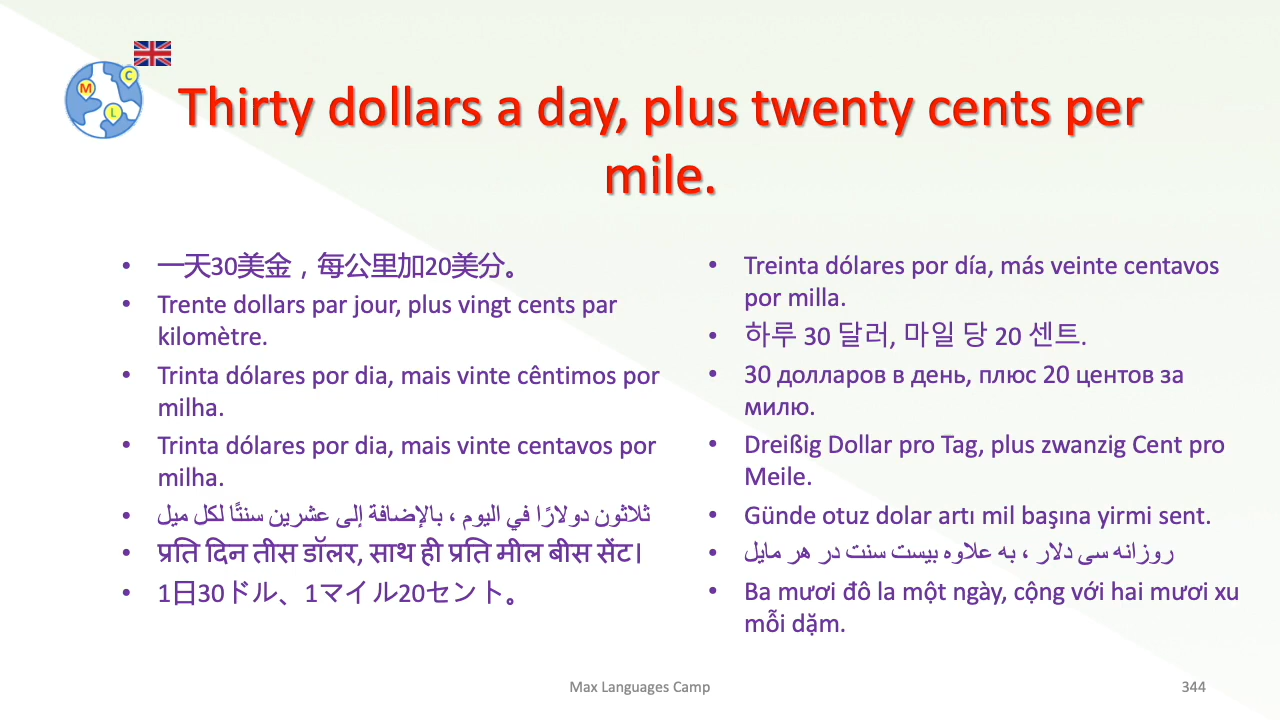 M
C
L
Thirty dollars a day, plus twenty cents per
mile.
• 一天30美金，每公里加20美分。
• Trente dollars par jour, plus vingt cents par
kilomètre.
• Trinta dólares por dia, mais vinte cêntimos por
milha.
• Trinta dólares por dia, mais vinte centavos por
milha.
• ثلاثون دولارًا في اليوم ، بالإضافة إلى عشرين سنتًا لكل ميل
• प्रति दिन तीस डॉलर, साथ ही प्रति मील बीस सेंट।
• 1日30ドル、1マイル20セント。
• Treinta dólares por día, más veinte centavos
por milla.
• 하루 30 달러, 마일 당 20 센트.
• 30 долларов в день, плюс 20 центов за
милю.
• Dreißig Dollar pro Tag, plus zwanzig Cent pro
Meile.
• Günde otuz dolar artı mil başına yirmi sent.
• روزانه سی دلار ، به علاوه بیست سنت در هر مایل
• Ba mươi đô la một ngày, cộng với hai mươi xu
mỗi dặm.
Max Languages Camp
344